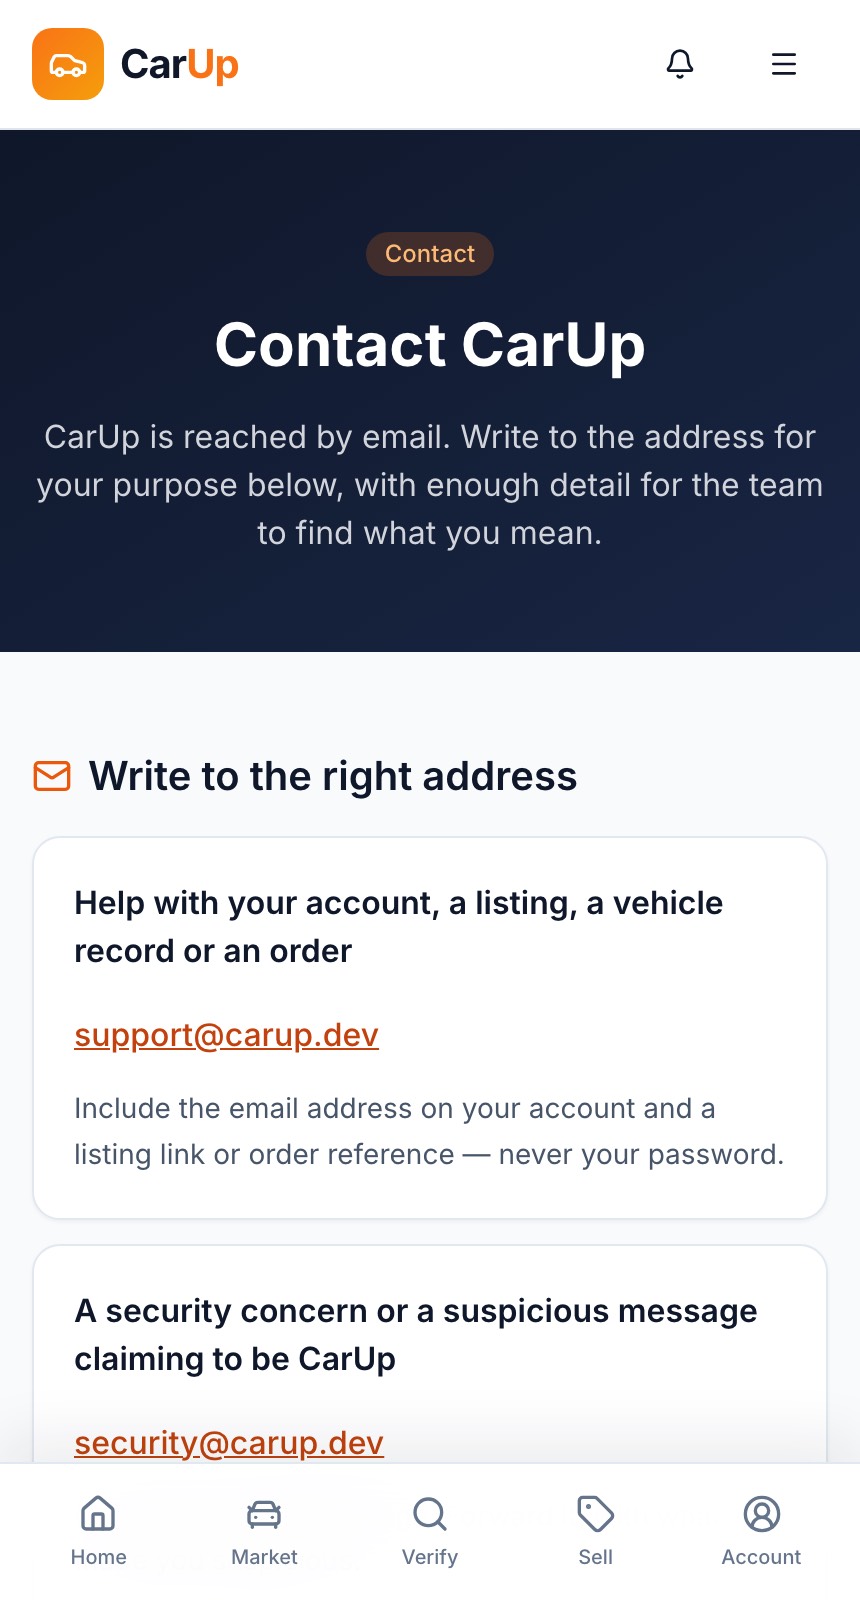 CarUp
Contact
Contact CarUp
CarUp is reached by email. Write to the address for
your purpose below, with enough detail for the team
to find what you mean.
Write to the right address
Help with your account, a listing, a vehicle
record or an order
support@carup.dev
Include the email address on your account and a
listing link or order reference — never your password.
A security concern or a suspicious message
claiming to be CarUp
security@carup.dev
Home
Market
Verify
Sell
Account